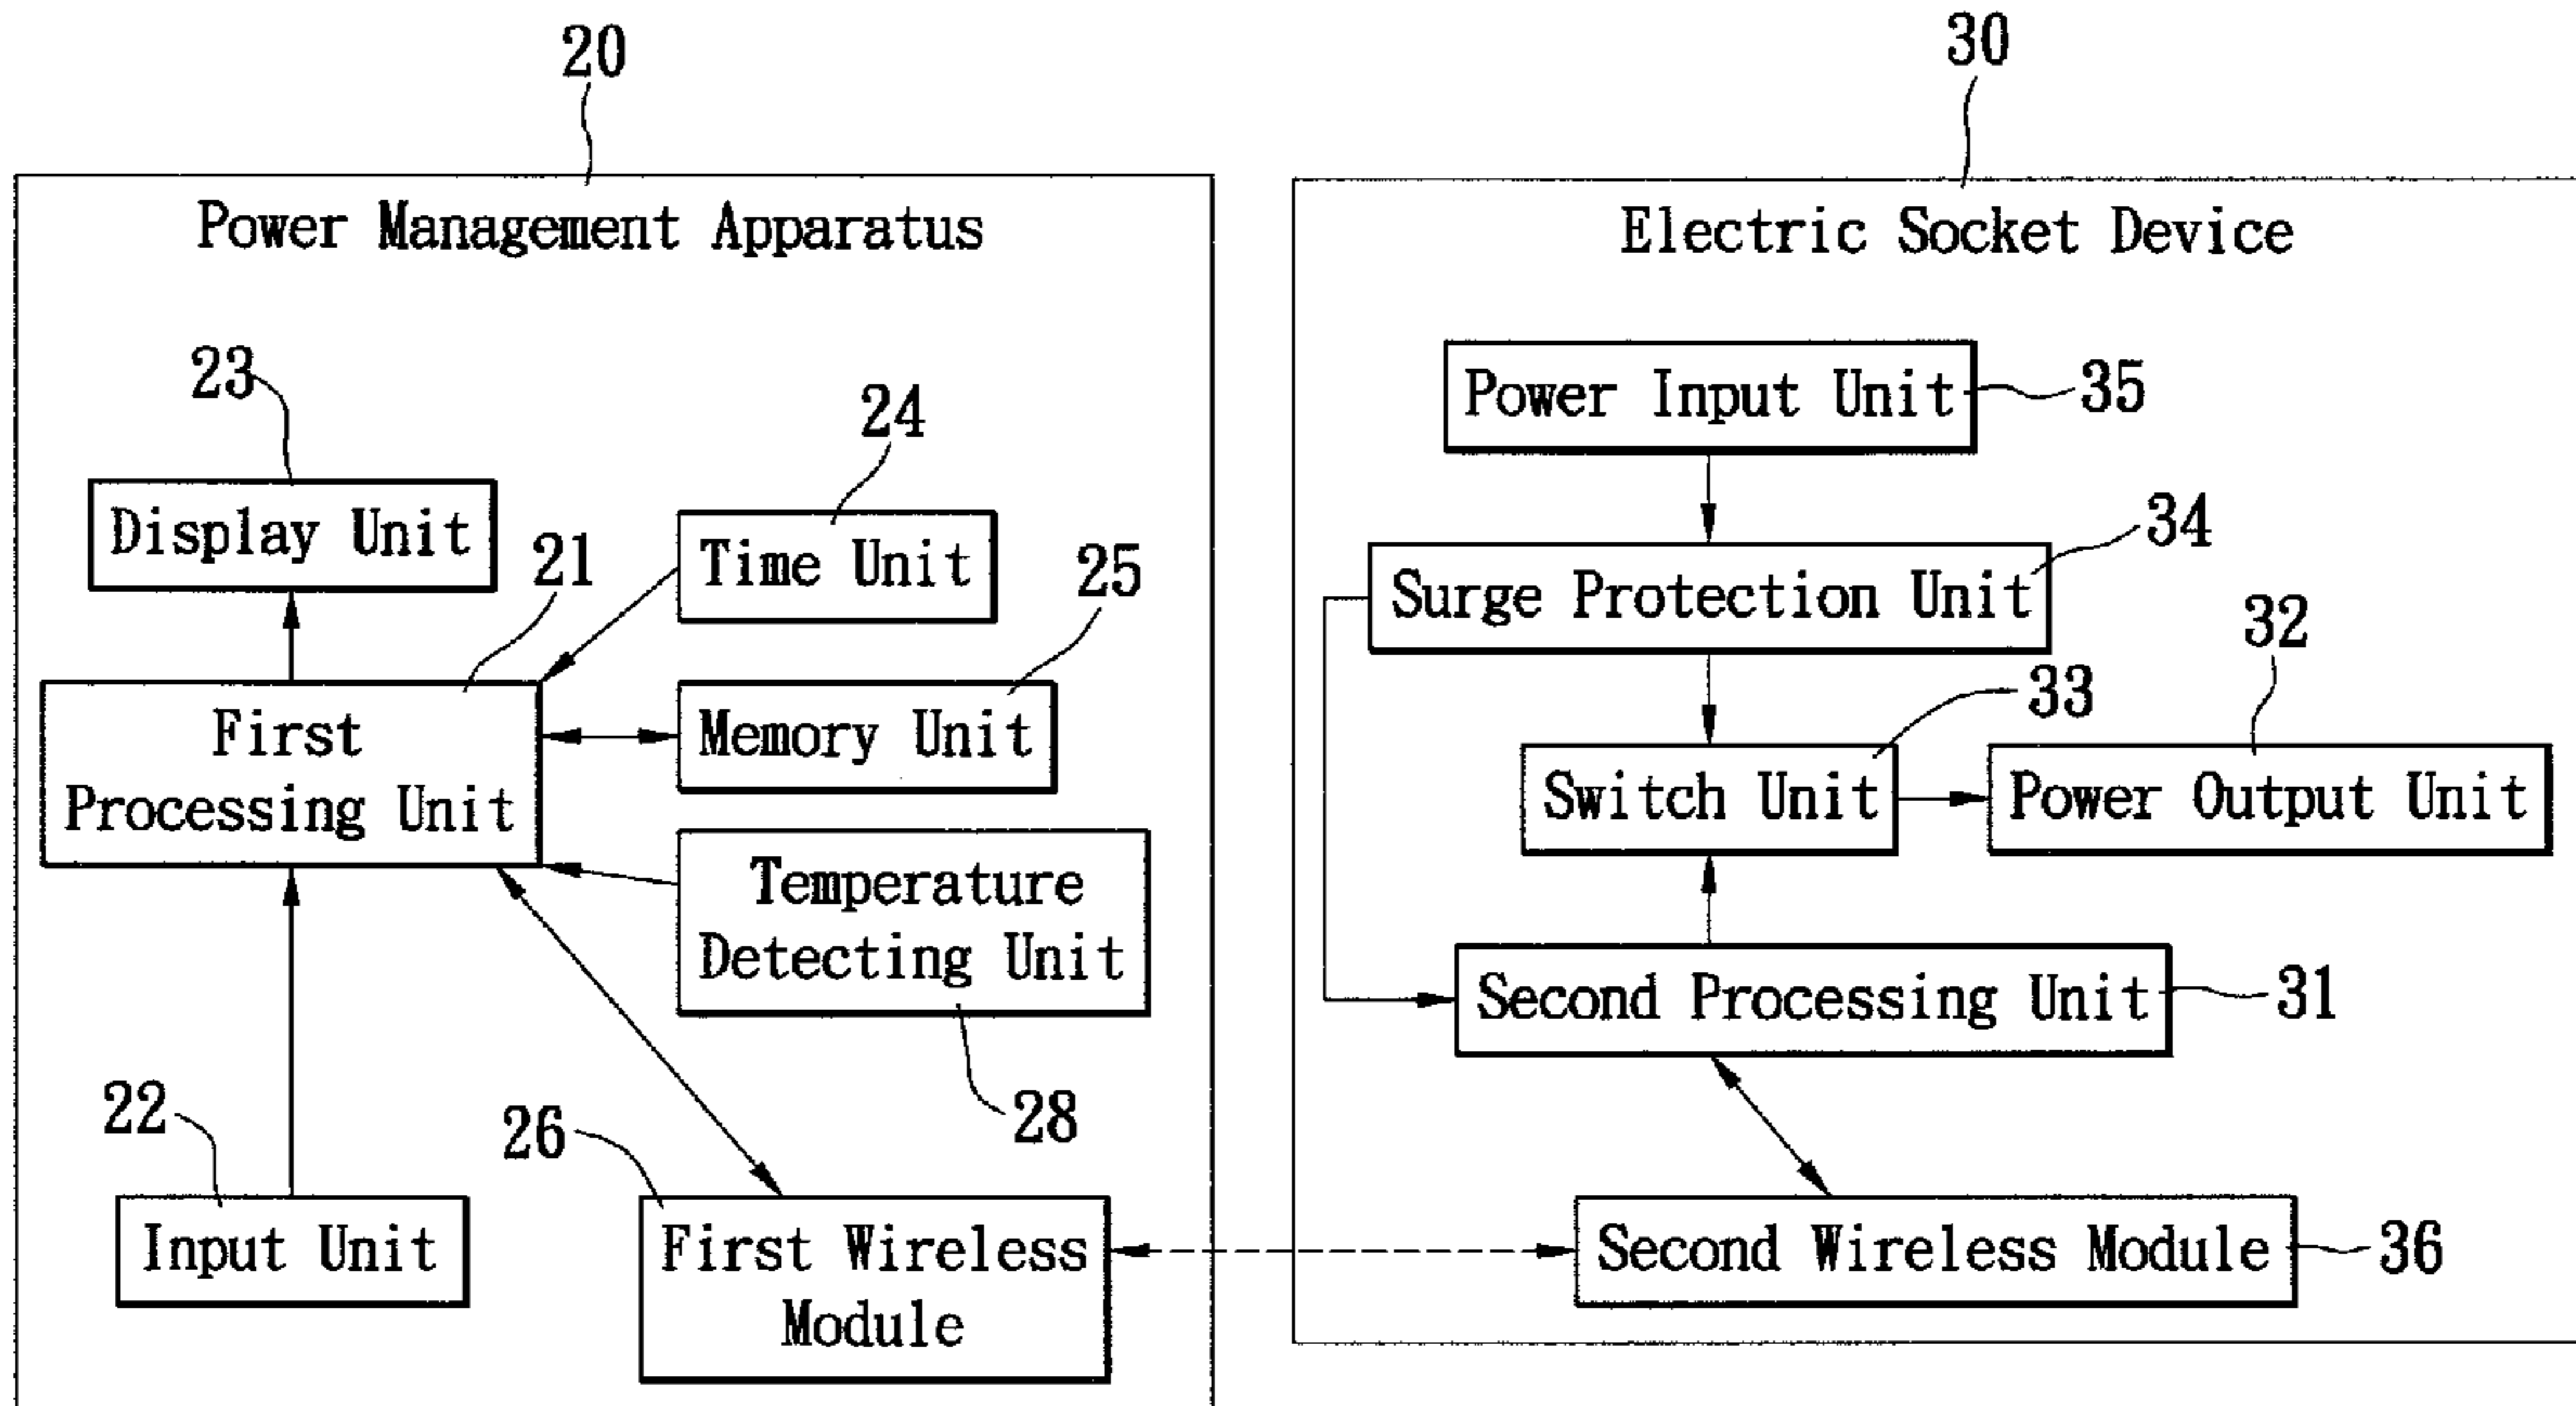 20
30
Power Management Apparatus
Electric Socket Device
23
24
35
Power Input Unit
Display Unit
21
Time Unit
25
34
Surge Protection Unit
32
33
First
Processing Unit
Memory Unit
Switch Unit
Power Output Unit
Temperature
Detecting Unit
Second Processing Unit
31
22
26
28
Input Unit
First Wireless
Module
Second Wireless Module
36